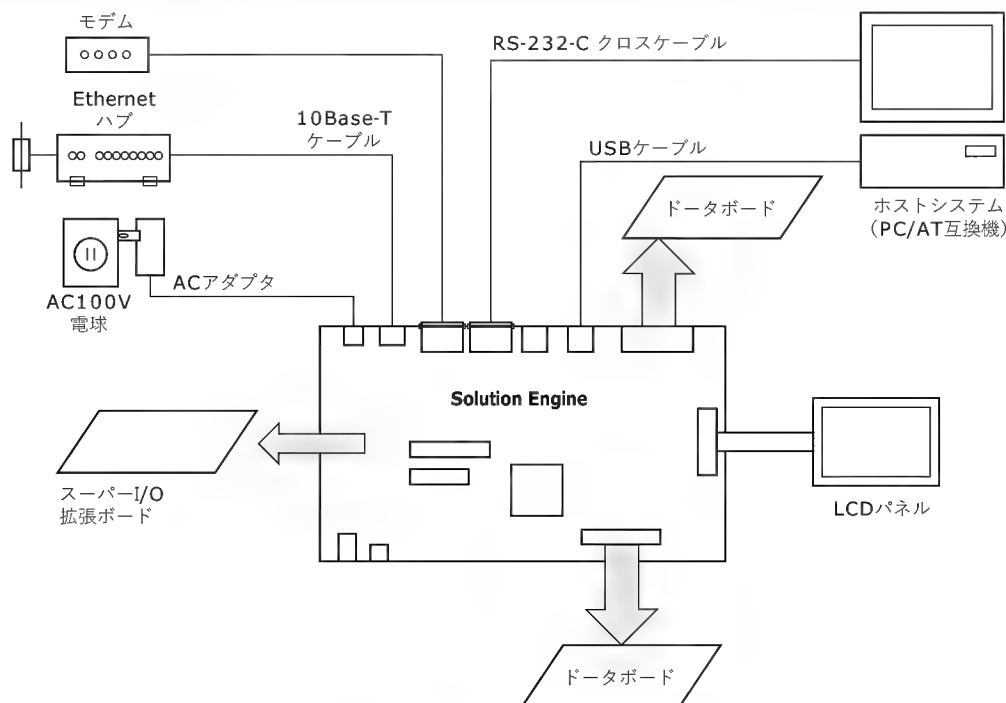 モデム
RS-232-C クロスケーブル
Ethernet
ハブ
10Base-T
ケーブル
USBケーブル
ドータボード
ホストシステム
(PC/AT互換機)
ACアダプタ
AC100V
電球
Solution Engine
スーパーI/O
拡張ボード
LCDパネル
ドータボード